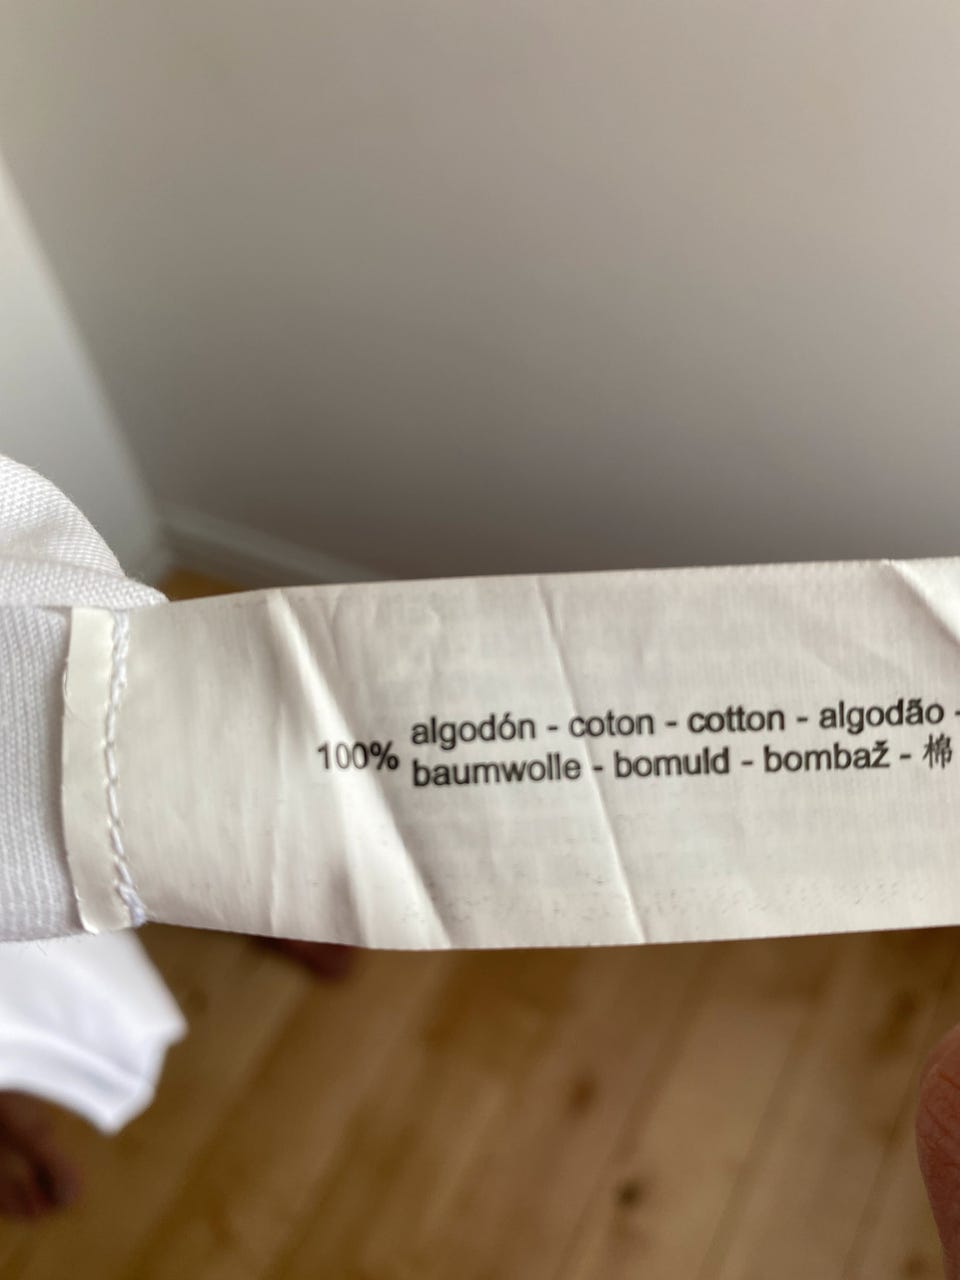 100%
algodón - coton - cotton - algodão -
baumwolle - bomuld - bombaž - 棉